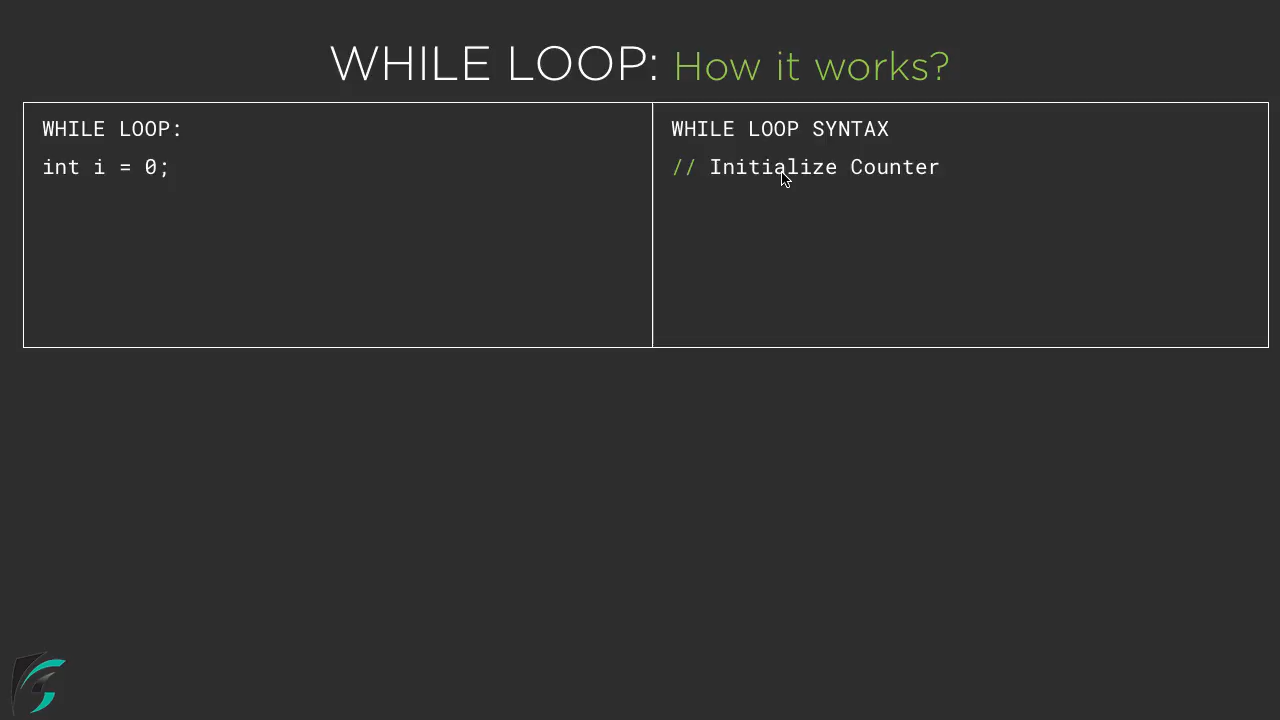 WHILE LOOP: How it works?
WHILE LOOP:
int i = 0;
WHILE LOOP SYNTAX
// Initialize Counter